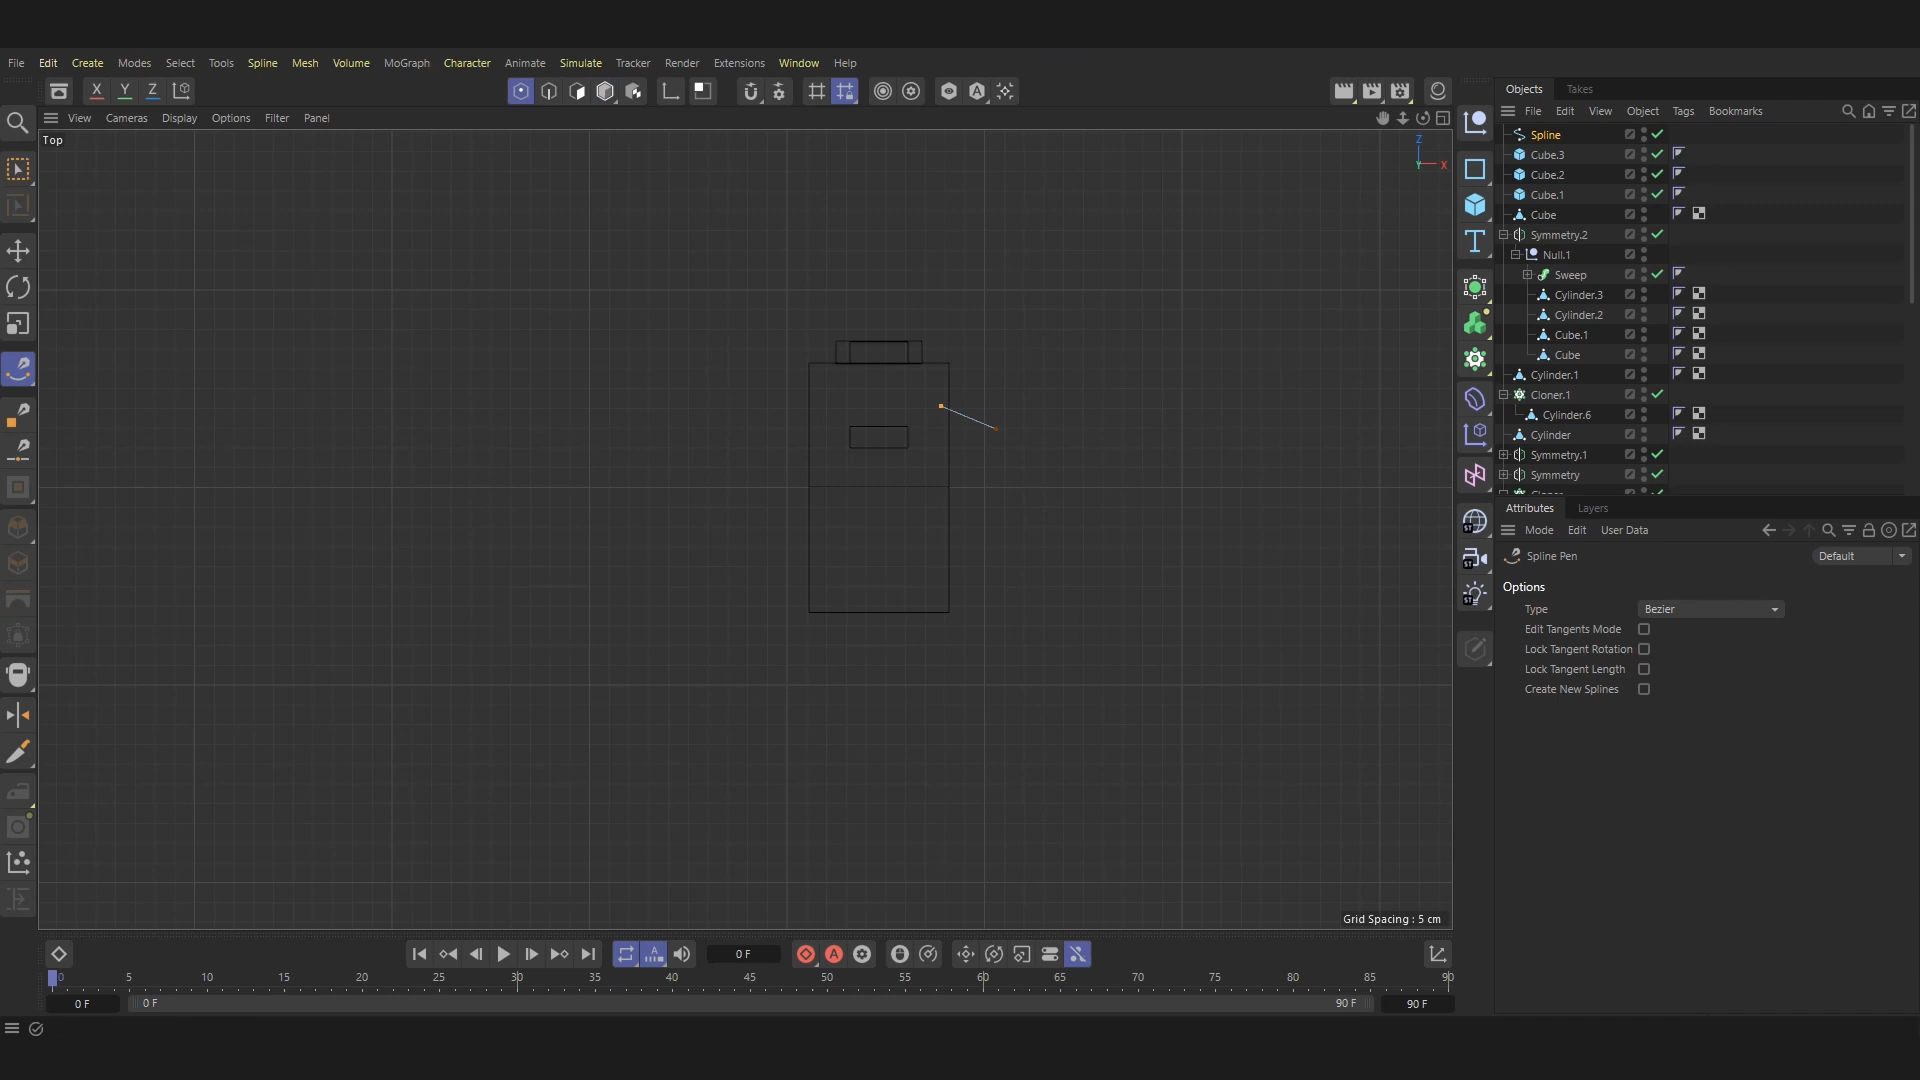 File Edit Create Modes Select Tools Spline Mesh Volume MoGraph Character Animate Simulate Tracker Render Extensions Window Help
X Y Z
A
Objects Takes
File Edit View Object Tags Bookmarks
View Cameras Display Options Filter Panel
Top
Z
Y X
Spline
Cube.3
Cube.2
Cube.1
Cube
Symmetry.2
Null.1
Sweep
Cylinder.3
Cylinder.2
Cube.1
Cube
Cylinder.1
Cloner.1
Cylinder.6
Cylinder
Symmetry.1
Symmetry
Cloner
T
ST
ST
ST
Attributes Layers
Mode Edit User Data
Spline Pen Default
Options
Type Bezier
Edit Tangents Mode
Lock Tangent Rotation
Lock Tangent Length
Create New Splines
Grid Spacing : 5 cm
A 0 F A
0 5 10 15 20 25 30 35 40 45 50 55 60 65 70 75 80 85 90
0 F 0 F 90 F 90 F